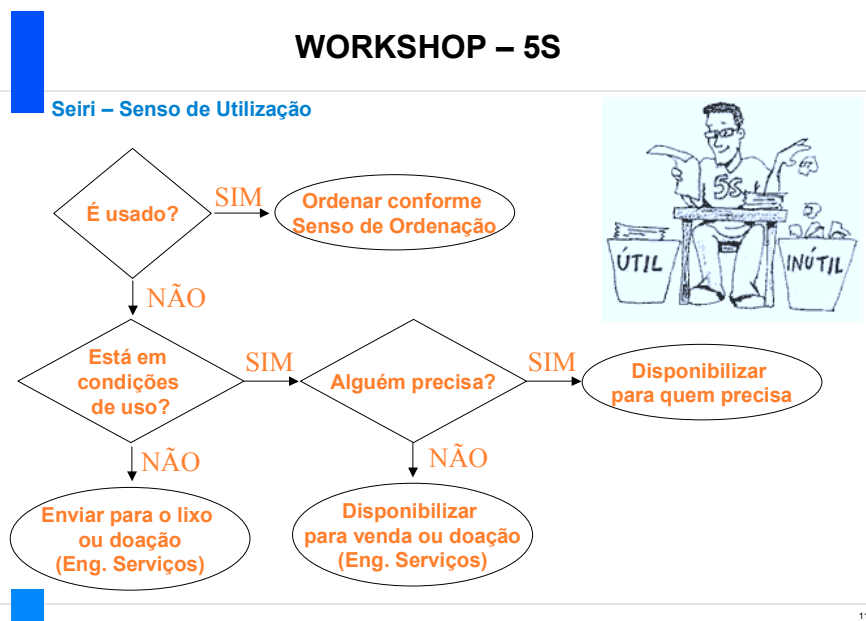 WORKSHOP – 5S
Seiri – Senso de Utilização
É usado?
SIM
Ordenar conforme
Senso de Ordenação
5S
ÚTIL
INÚTIL
NÃO
Está em
condições
de uso?
SIM
Alguém precisa?
SIM
Disponibilizar
para quem precisa
NÃO
NÃO
Enviar para o lixo
ou doação
(Eng. Serviços)
Disponibilizar
para venda ou doação
(Eng. Serviços)